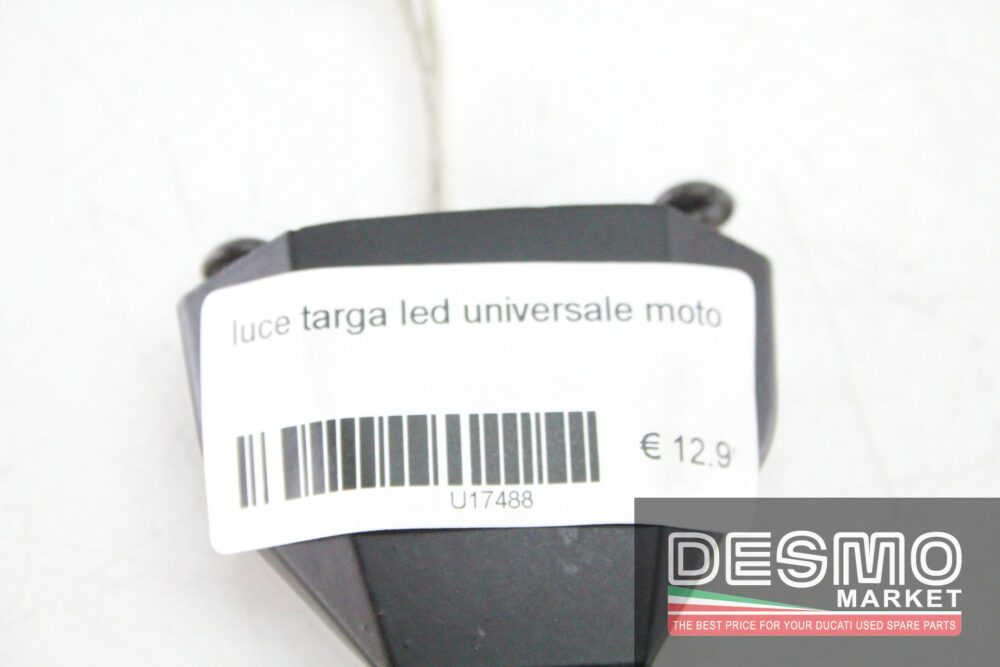 luce targa led universale moto
€ 12.9
U17488
DESMO
MARKET
THE BEST PRICE FOR YOUR DUCATI USED SPARE PARTS